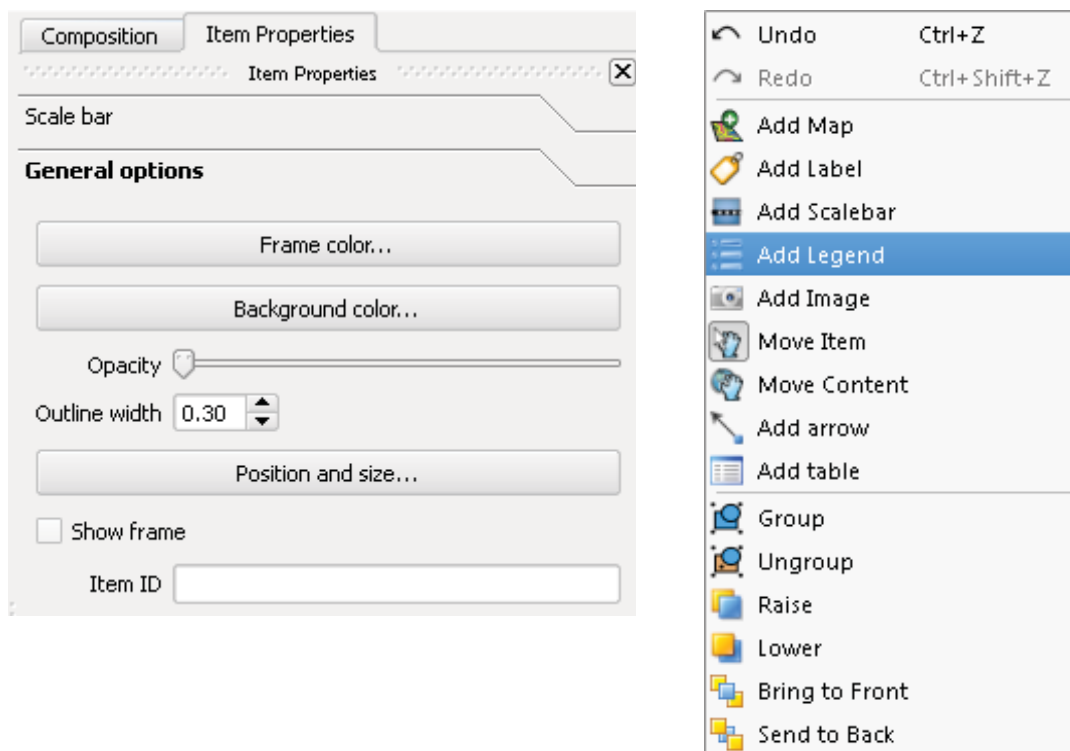 Composition
Item Properties
Item Properties
Scale bar
General options
Frame color...
Background color...
Opacity
Outline width 0.30
Position and size...
Show frame
Item ID
Undo Ctrl+Z
Redo Ctrl+Shift+Z
Add Map
Add Label
Add Scalebar
Add Legend
Add Image
Move Item
Move Content
Add arrow
Add table
Group
Ungroup
Raise
Lower
Bring to Front
Send to Back